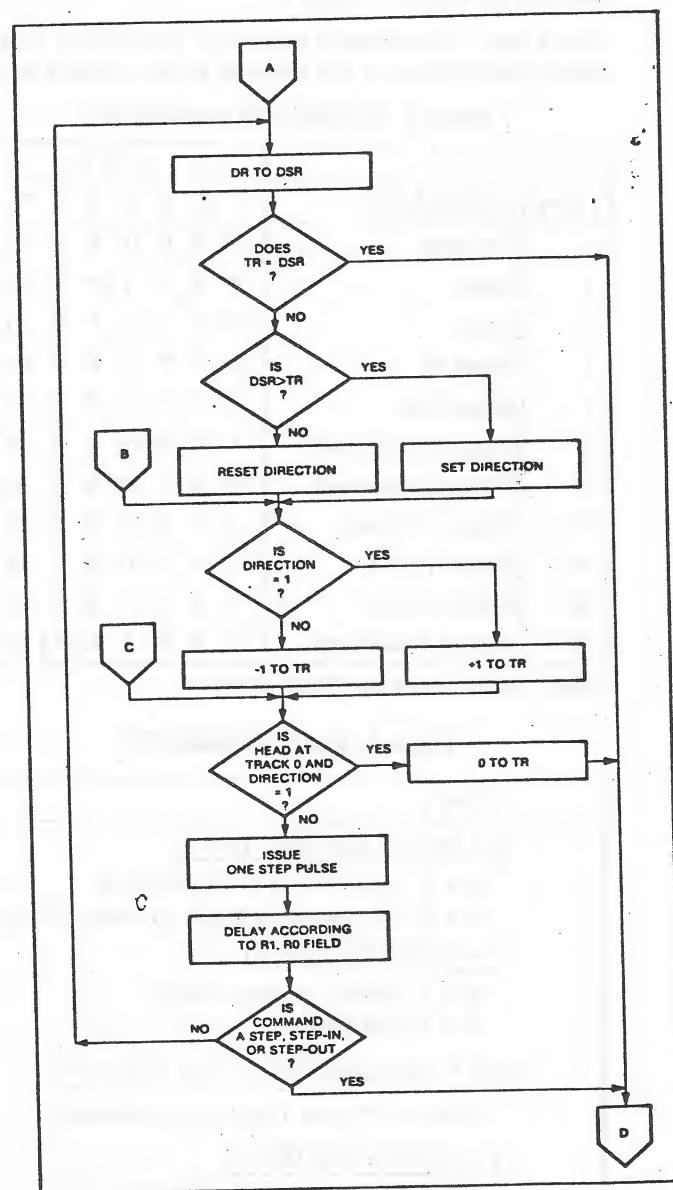 A
DR TO DSR
DOES
TR = DSR
?
YES
NO
IS
DSR>TR
?
YES
NO
B
RESET DIRECTION
SET DIRECTION
IS
DIRECTION
= 1
?
YES
NO
C
-1 TO TR
+1 TO TR
IS
HEAD AT
TRACK 0 AND
DIRECTION
= 1
?
YES
0 TO TR
NO
ISSUE
ONE STEP PULSE
DELAY ACCORDING
TO R1, R0 FIELD
IS
COMMAND
A STEP, STEP-IN,
OR STEP-OUT
?
NO
YES
D